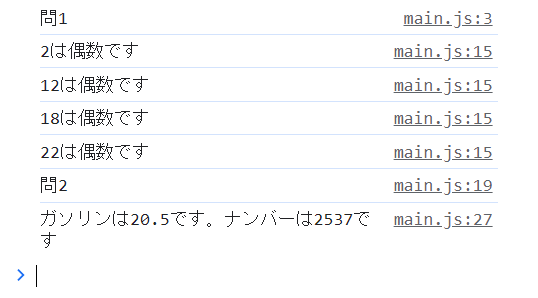 問1 main.js:3
2は偶数です main.js:15
12は偶数です main.js:15
18は偶数です main.js:15
22は偶数です main.js:15
問2 main.js:19
ガソリンは20.5です。ナンバーは2537で main.js:27
す